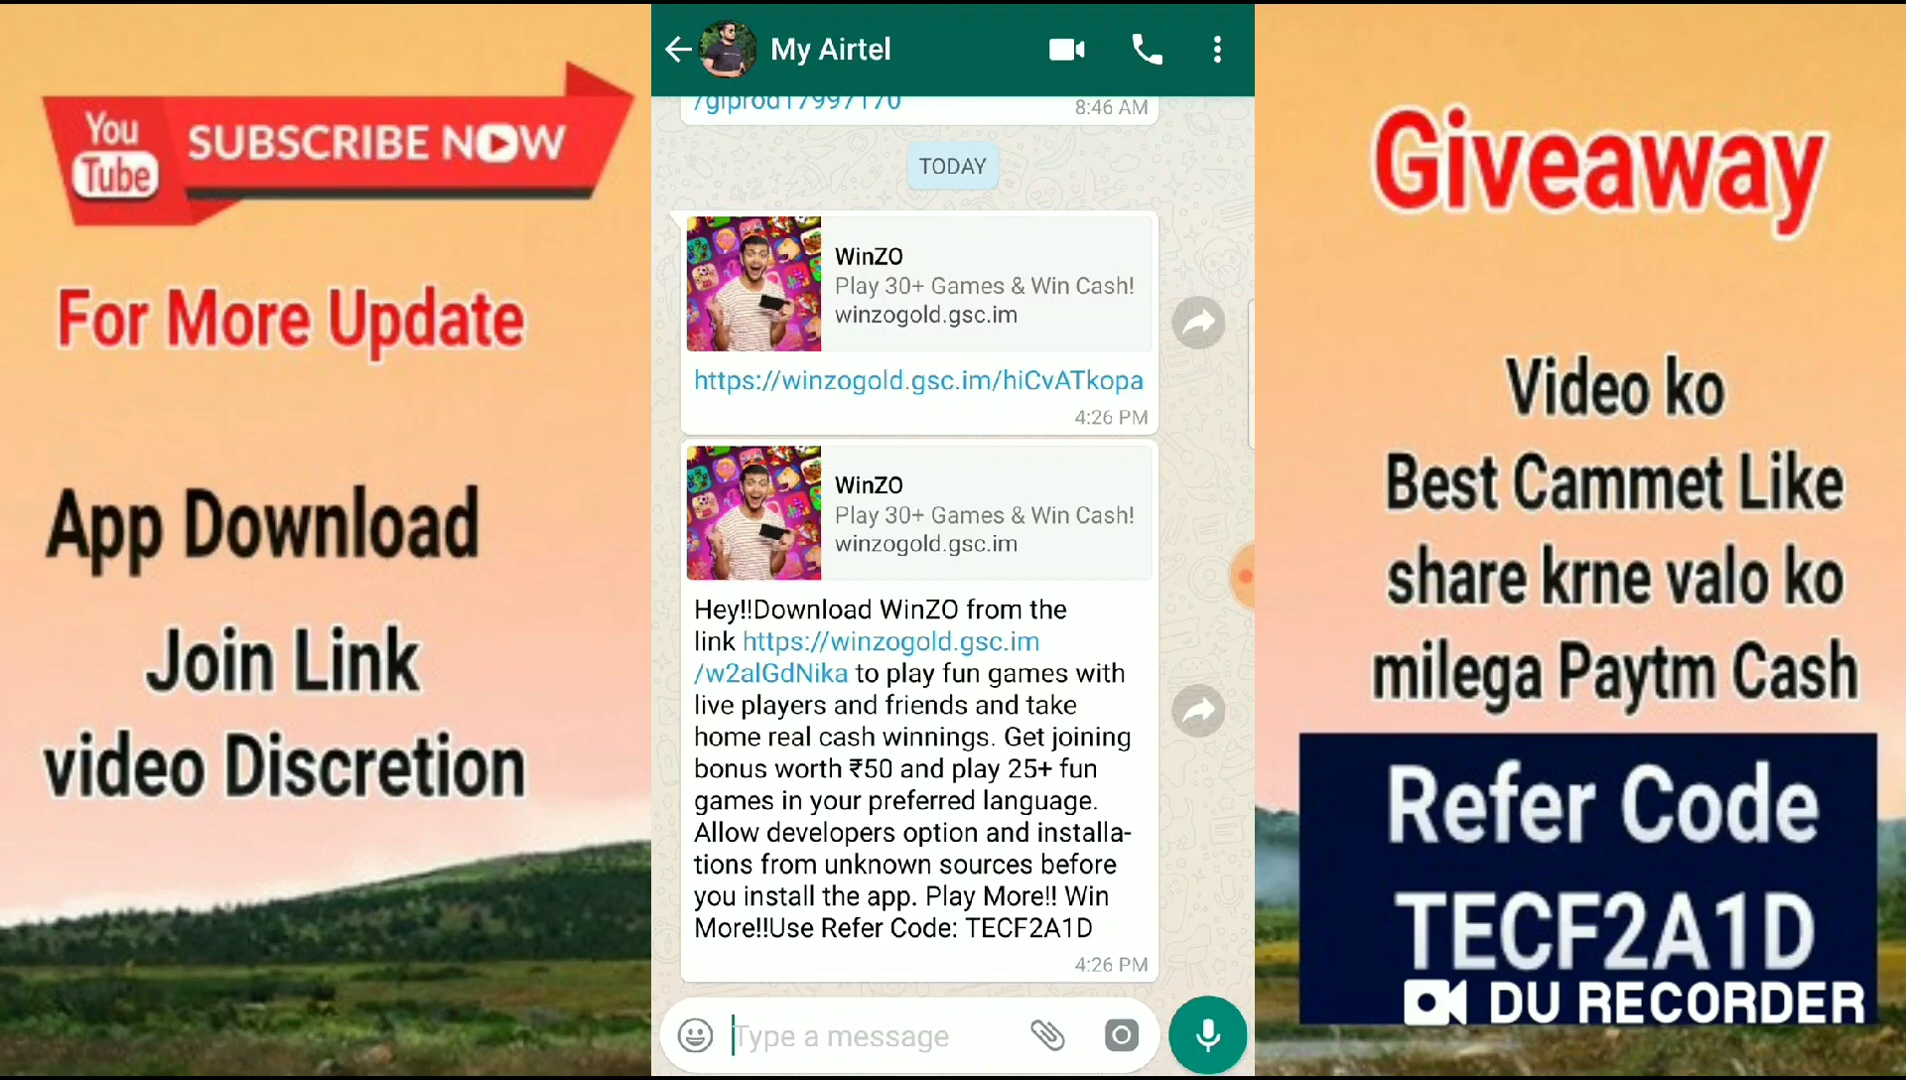 You
Tube
SUBSCRIBE NOW
For More Update
App Download
Join Link
video Discretion
My Airtel
/glprod17997170
8:46 AM
TODAY
WinZO
Play 30+ Games & Win Cash!
winzogold.gsc.im
https://winzogold.gsc.im/hiCvATkopa
4:26 PM
WinZO
Play 30+ Games & Win Cash!
winzogold.gsc.im
Hey!!Download WinZO from the
link https://winzogold.gsc.im
/w2alGdNika to play fun games with
live players and friends and take
home real cash winnings. Get joining
bonus worth ₹50 and play 25+ fun
games in your preferred language.
Allow developers option and installa-
tions from unknown sources before
you install the app. Play More!! Win
More!!Use Refer Code: TECF2A1D
4:26 PM
Type a message
Giveaway
Video ko
Best Cammet Like
share krne valo ko
milega Paytm Cash
Refer Code
TECF2A1D
DU RECORDER